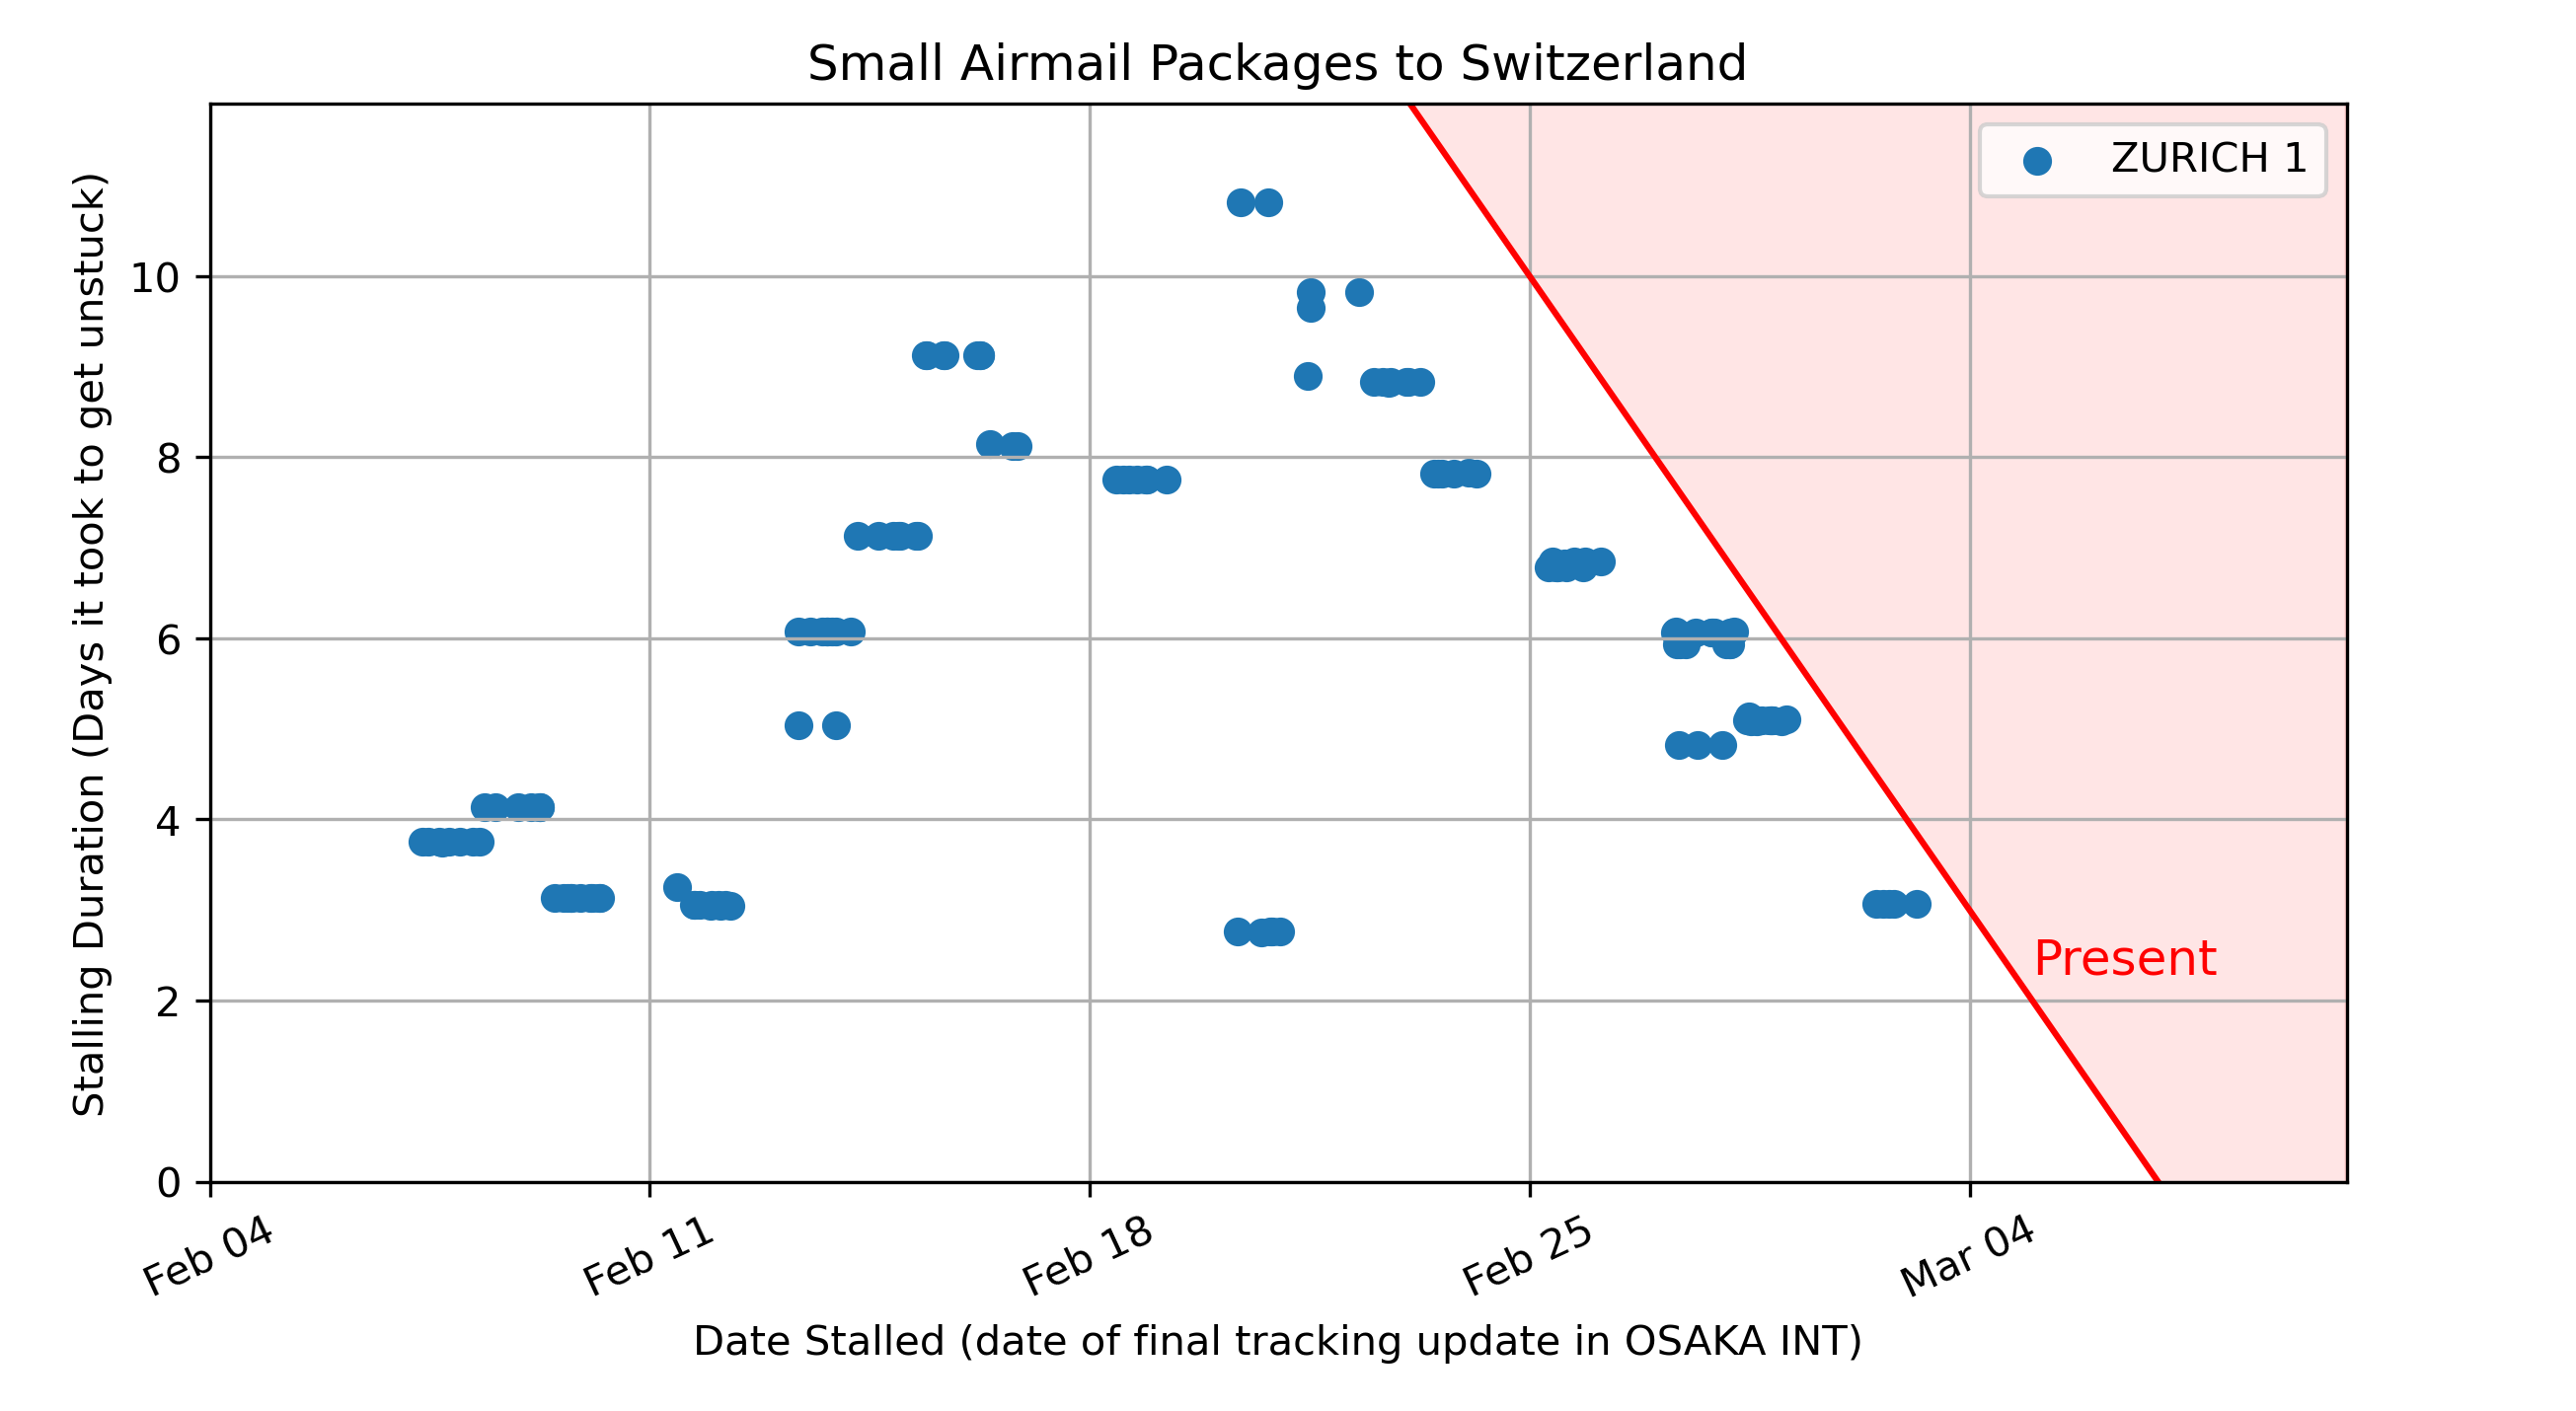 Small Airmail Packages to Switzerland
ZURICH 1
Present
Stalling Duration (Days it took to get unstuck)
10
8
6
4
2
0
Feb 04
Feb 11
Feb 18
Feb 25
Mar 04
Date Stalled (date of final tracking update in OSAKA INT)